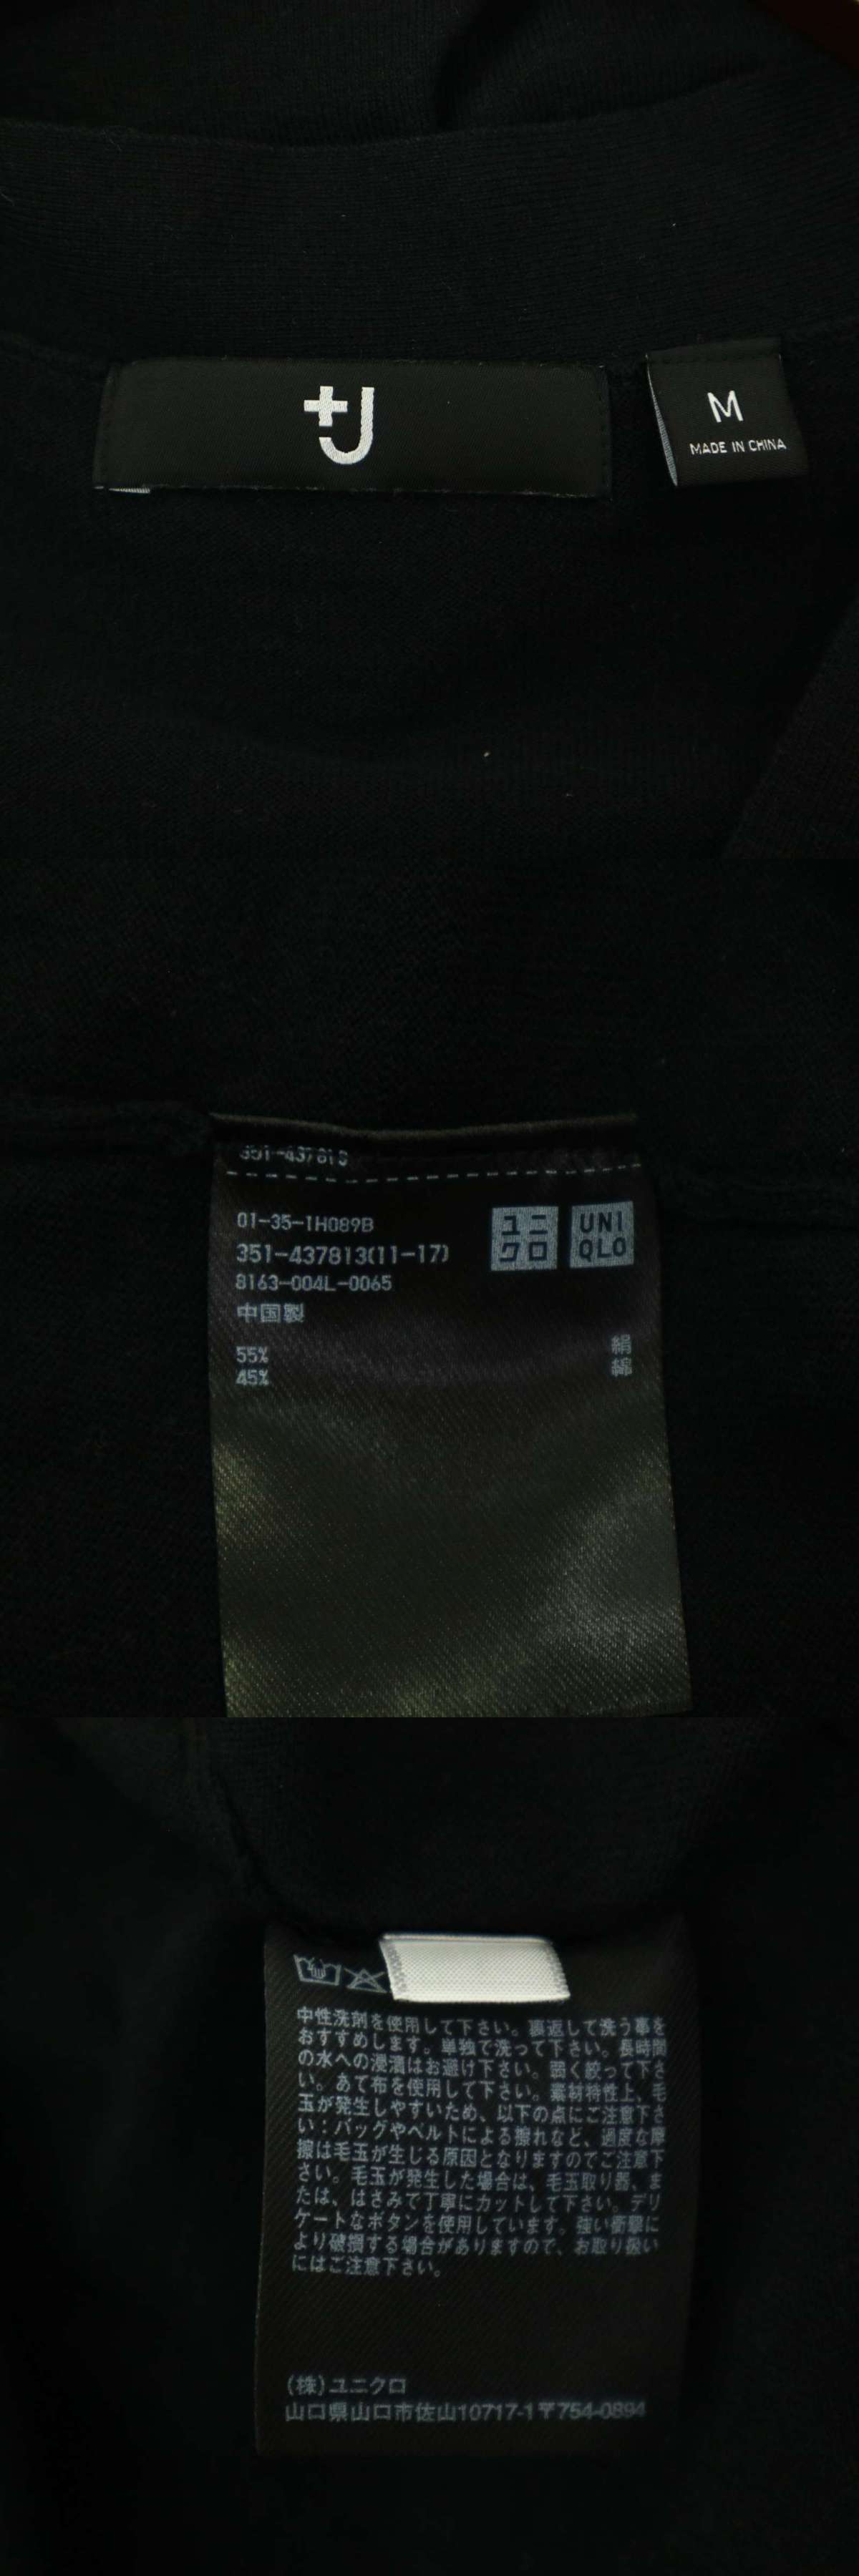 +J
M
MADE IN CHINA
351-437813
01-35-1H089B
351-437813(11-17)
8163-004L-0065
ユニクロ
UNIQLO
中国製
55% 絹
45% 綿
中性洗剤を使用して下さい。裏返して洗う事を
おすすめします。単独で洗って下さい。長時間
の水への浸漬はお避け下さい。弱く絞って下さ
い。あて布を使用して下さい。素材特性上、毛
玉が発生しやすいため、以下の点にご注意下さ
い：バッグやベルトによる擦れなど、過度な摩
擦は毛玉が生じる原因となりますのでご注意下
さい。毛玉が発生した場合は、毛玉取り器、ま
たは、はさみで丁寧にカットして下さい。デリ
ケートなボタンを使用しています。強い衝撃に
より破損する場合がありますので、お取り扱い
にはご注意下さい。
(株)ユニクロ
山口県山口市佐山10717-1〒754-0894